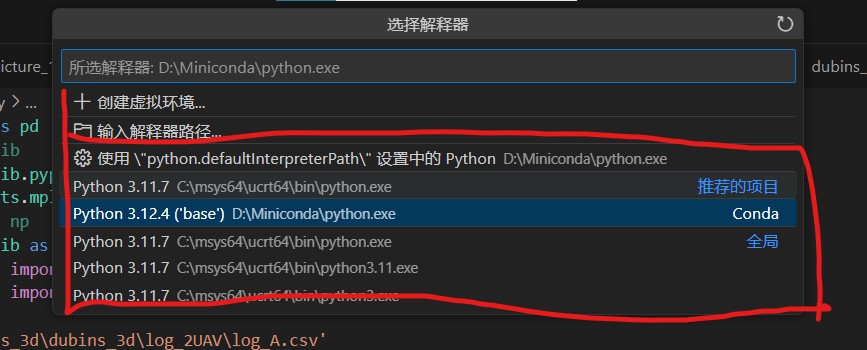 选择解释器
所选解释器: D:\Miniconda\python.exe
icture_
dubins_
y > ...
创建虚拟环境...
s pd
输入解释器路径...
ib
使用 \"python.defaultInterpreterPath\" 设置中的 Python D:\Miniconda\python.exe
ib.pyp
Python 3.11.7 C:\msys64\ucrt64\bin\python.exe 推荐的项目
ts.mpl
Python 3.12.4 ('base') D:\Miniconda\python.exe Conda
np
Python 3.11.7 C:\msys64\ucrt64\bin\python.exe 全局
ib as
Python 3.11.7 C:\msys64\ucrt64\bin\python3.11.exe
impor
Python 3.11.7 C:\msys64\ucrt64\bin\python3.exe
impor
s_3d\dubins_3d\log_2UAV\log_A.csv'